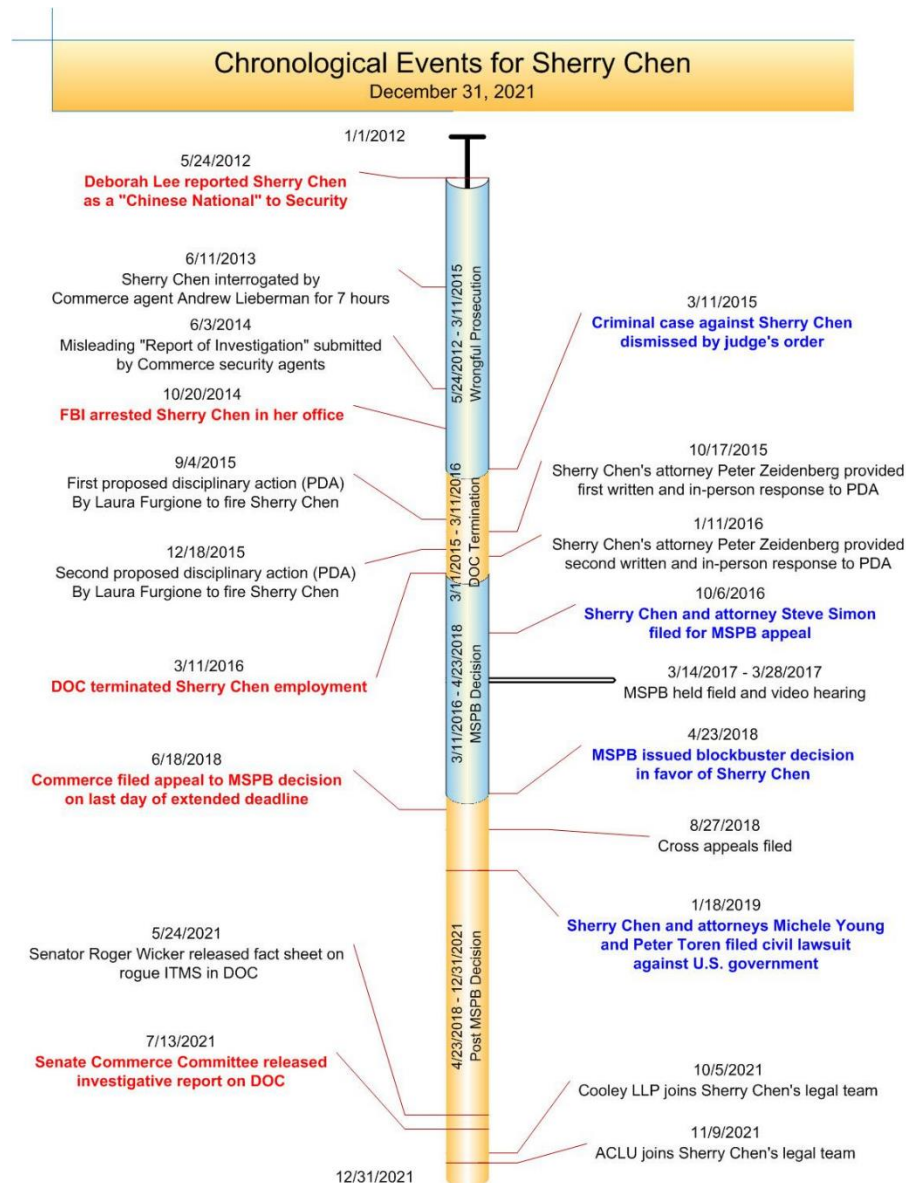 Chronological Events for Sherry Chen
December 31, 2021
1/1/2012
5/24/2012
Deborah Lee reported Sherry Chen
as a "Chinese National" to Security
6/11/2013
Sherry Chen interrogated by
Commerce agent Andrew Lieberman for 7 hours
6/3/2014
Misleading "Report of Investigation" submitted
by Commerce security agents
10/20/2014
FBI arrested Sherry Chen in her office
9/4/2015
First proposed disciplinary action (PDA)
By Laura Furgione to fire Sherry Chen
12/18/2015
Second proposed disciplinary action (PDA)
By Laura Furgione to fire Sherry Chen
3/11/2016
DOC terminated Sherry Chen employment
6/18/2018
Commerce filed appeal to MSPB decision
on last day of extended deadline
5/24/2021
Senator Roger Wicker released fact sheet on
rogue ITMS in DOC
7/13/2021
Senate Commerce Committee released
investigative report on DOC
12/31/2021
5/24/2012 - 3/11/2015
Wrongful Prosecution
3/11/2015 - 3/11/2016
DOC Termination
3/11/2016 - 4/23/2018
MSPB Decision
4/23/2018 - 12/31/2021
Post MSPB Decision
3/11/2015
Criminal case against Sherry Chen
dismissed by judge's order
10/17/2015
Sherry Chen's attorney Peter Zeidenberg provided
first written and in-person response to PDA
1/11/2016
Sherry Chen's attorney Peter Zeidenberg provided
second written and in-person response to PDA
10/6/2016
Sherry Chen and attorney Steve Simon
filed for MSPB appeal
3/14/2017 - 3/28/2017
MSPB held field and video hearing
4/23/2018
MSPB issued blockbuster decision
in favor of Sherry Chen
8/27/2018
Cross appeals filed
1/18/2019
Sherry Chen and attorneys Michele Young
and Peter Toren filed civil lawsuit
against U.S. government
10/5/2021
Cooley LLP joins Sherry Chen's legal team
11/9/2021
ACLU joins Sherry Chen's legal team